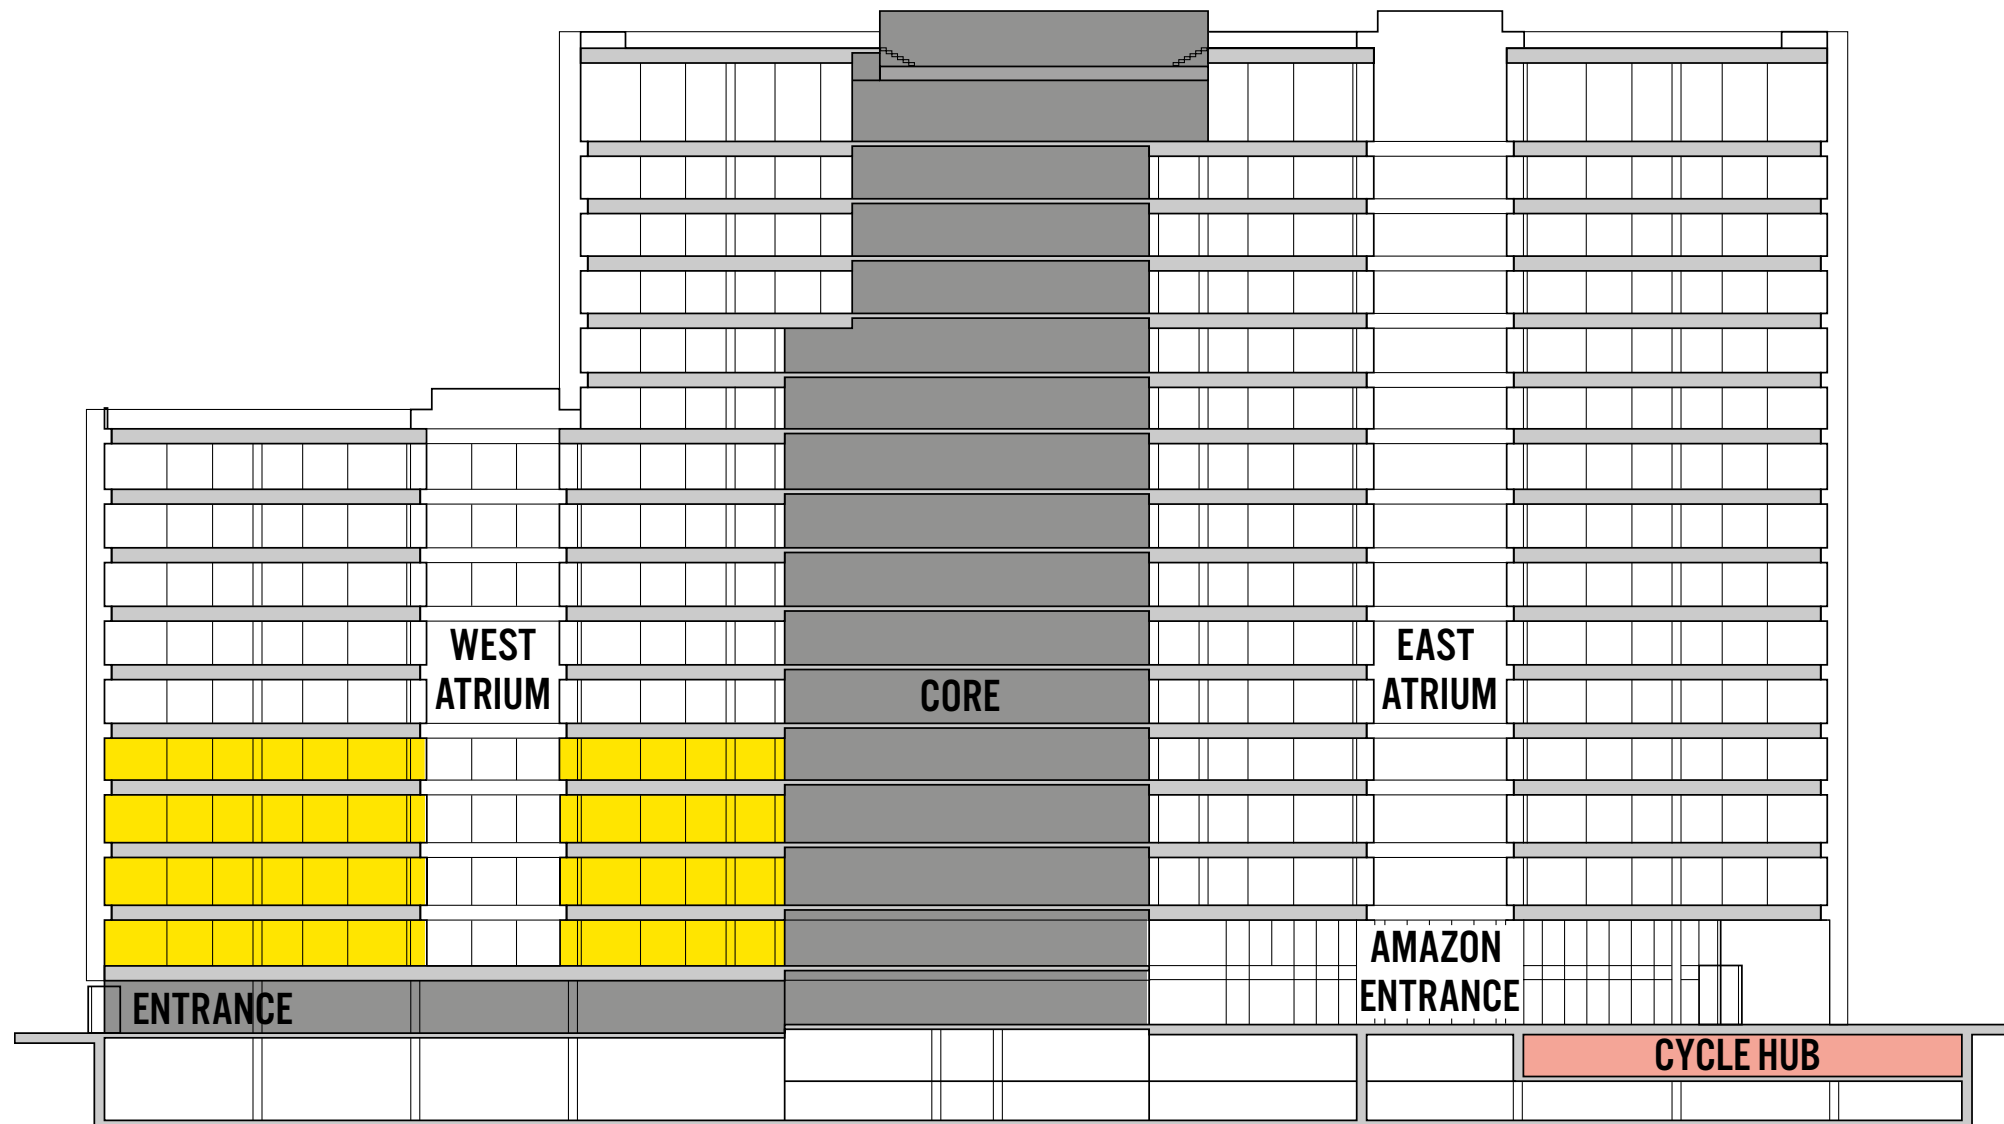 WEST
ATRIUM
CORE
EAST
ATRIUM
AMAZON
ENTRANCE
ENTRANCE
CYCLE HUB